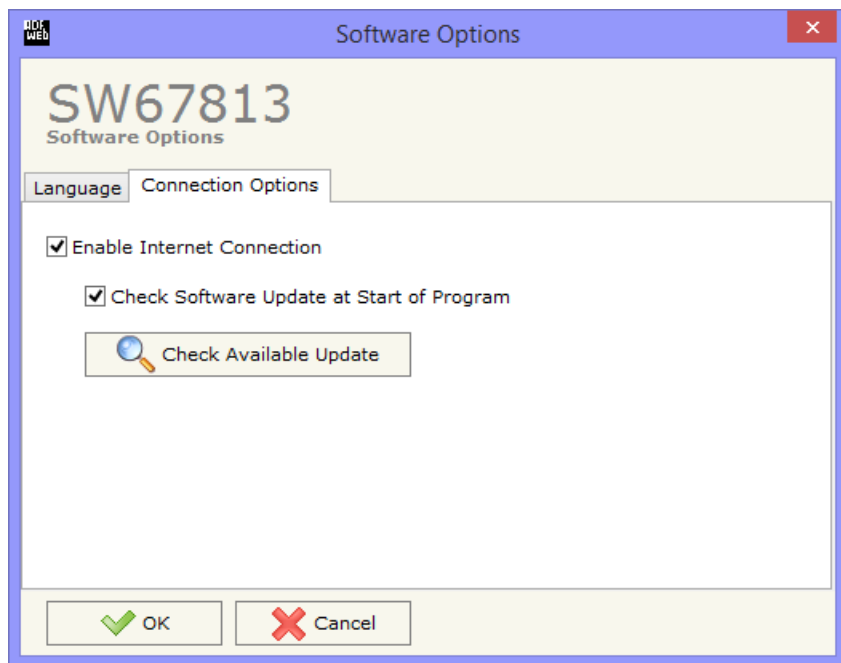 ADF
WEB
Software Options
SW67813
Software Options
Language
Connection Options
Enable Internet Connection
Check Software Update at Start of Program
Check Available Update
OK
Cancel